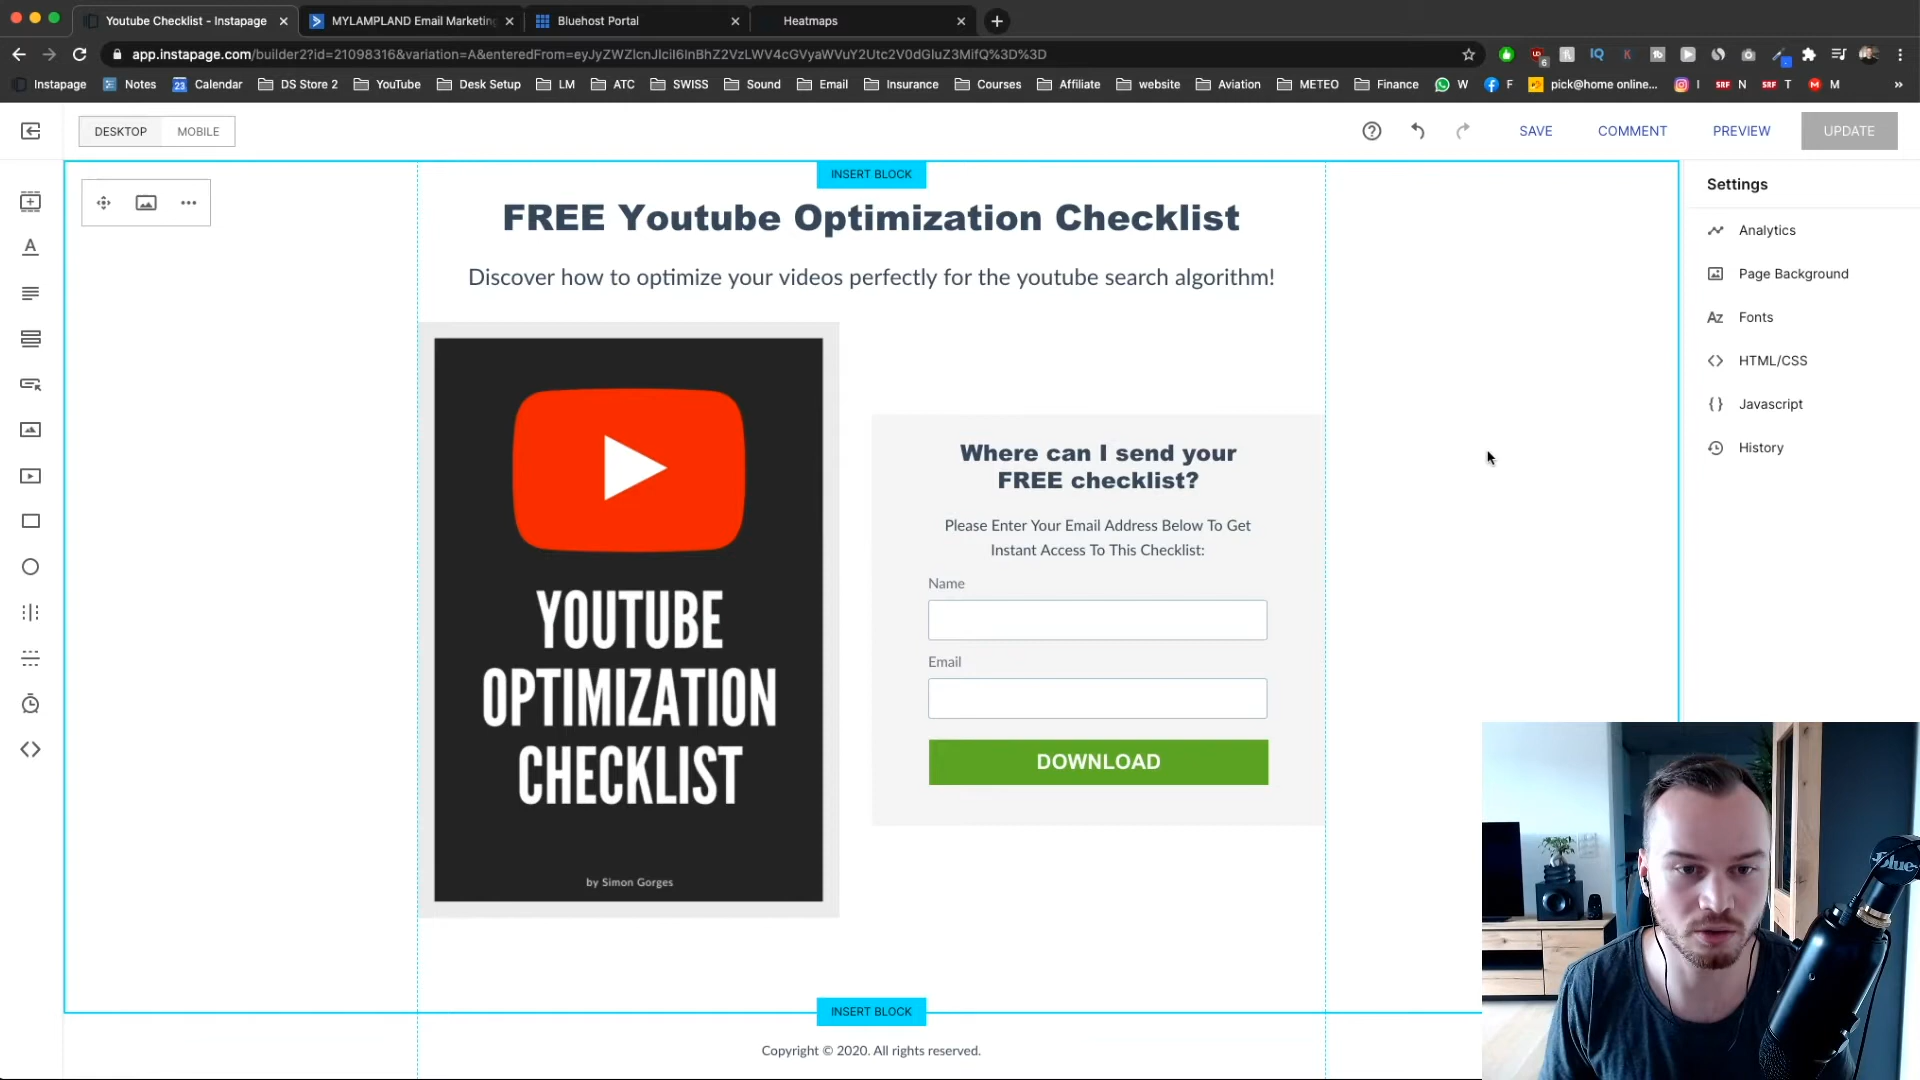 Youtube Checklist - Instapage
MYLAMPLAND Email Marketing
Bluehost Portal
Heatmaps
app.instapage.com/builder2?id=21098316&variation=A&enteredFrom=eyJyZWZlcnJlciI6InBhZ2VzLWV4cGVyaWVuY2Utc2V0dGluZ3MifQ%3D%3D
Instapage
Notes
Calendar
DS Store 2
YouTube
Desk Setup
LM
ATC
SWISS
Sound
Email
Insurance
Courses
Affiliate
website
Aviation
METEO
Finance
W
F
pick@home online...
I
SRF N
SRF T
M
DESKTOP
MOBILE
SAVE
COMMENT
PREVIEW
UPDATE
INSERT BLOCK
Settings
Analytics
Page Background
Fonts
HTML/CSS
Javascript
History
FREE Youtube Optimization Checklist
Discover how to optimize your videos perfectly for the youtube search algorithm!
YOUTUBE
OPTIMIZATION
CHECKLIST
by Simon Gorges
Where can I send your
FREE checklist?
Please Enter Your Email Address Below To Get
Instant Access To This Checklist:
Name
Email
DOWNLOAD
INSERT BLOCK
Copyright © 2020. All rights reserved.
Blue